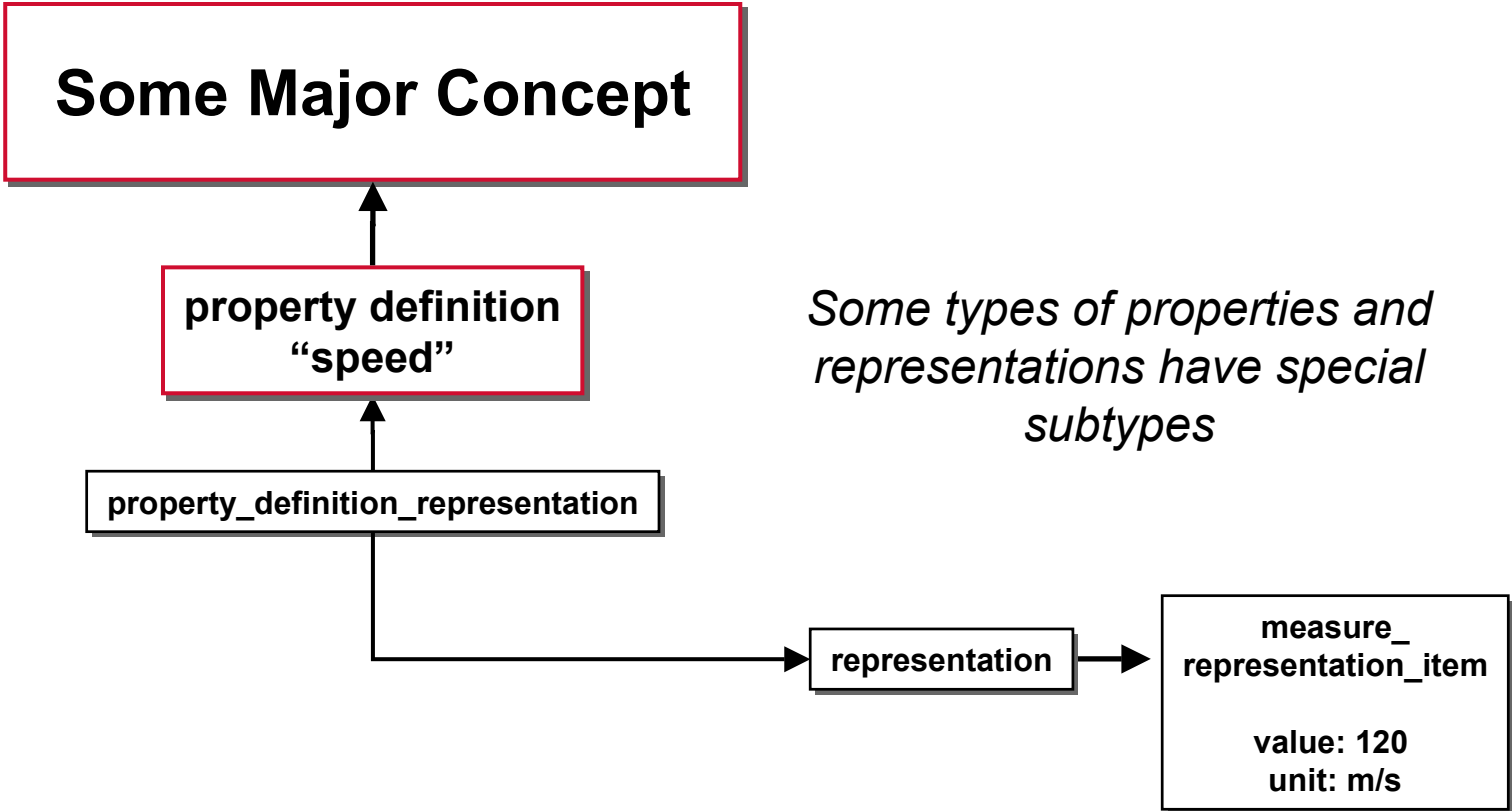 Some Major Concept
property definition
“speed”
Some types of properties and
representations have special
subtypes
property_definition_representation
representation
measure_
representation_item
value: 120
unit: m/s